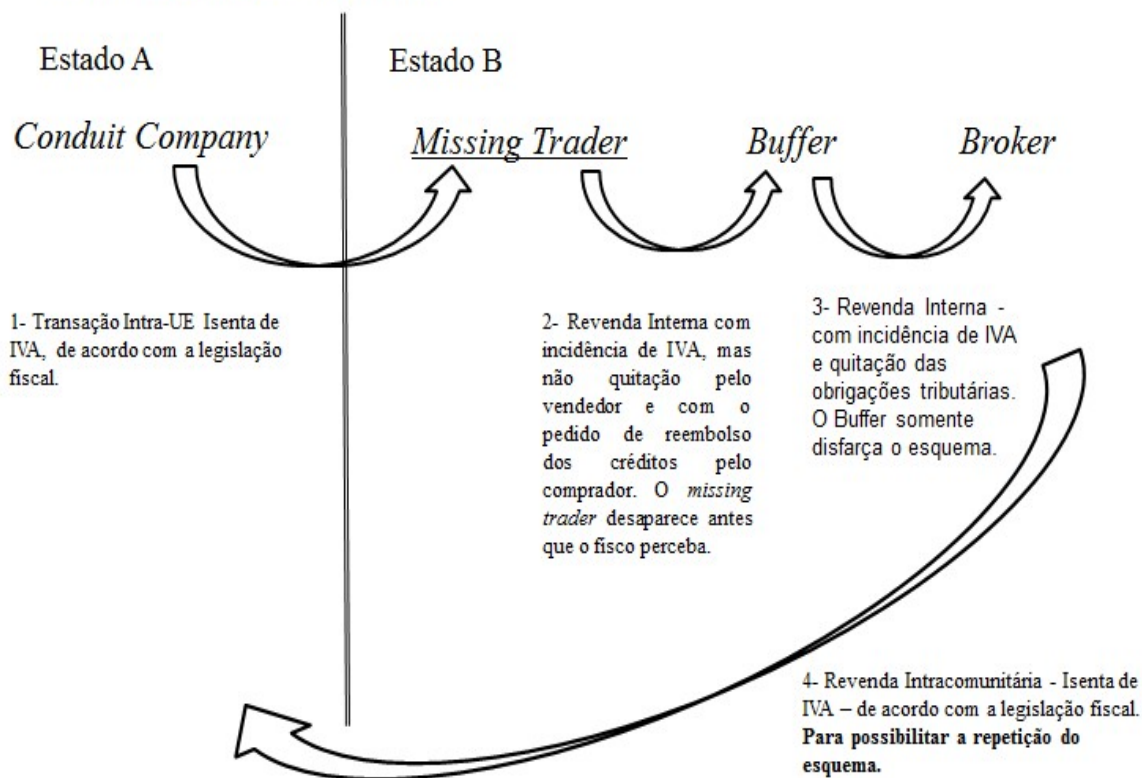 Estado A
Estado B
Conduit Company
Missing Trader
Buffer
Broker
1- Transação Intra-UE Isenta de
IVA, de acordo com a legislação
fiscal.
2- Revenda Interna com
incidência de IVA, mas
não quitação pelo
vendedor e com o
pedido de reembolso
dos créditos pelo
comprador. O missing
trader desaparece antes
que o fisco perceba.
3- Revenda Interna -
com incidência de IVA
e quitação das
obrigações tributárias.
O Buffer somente
disfarça o esquema.
4- Revenda Intracomunitária - Isenta de
IVA – de acordo com a legislação fiscal.
Para possibilitar a repetição do
esquema.